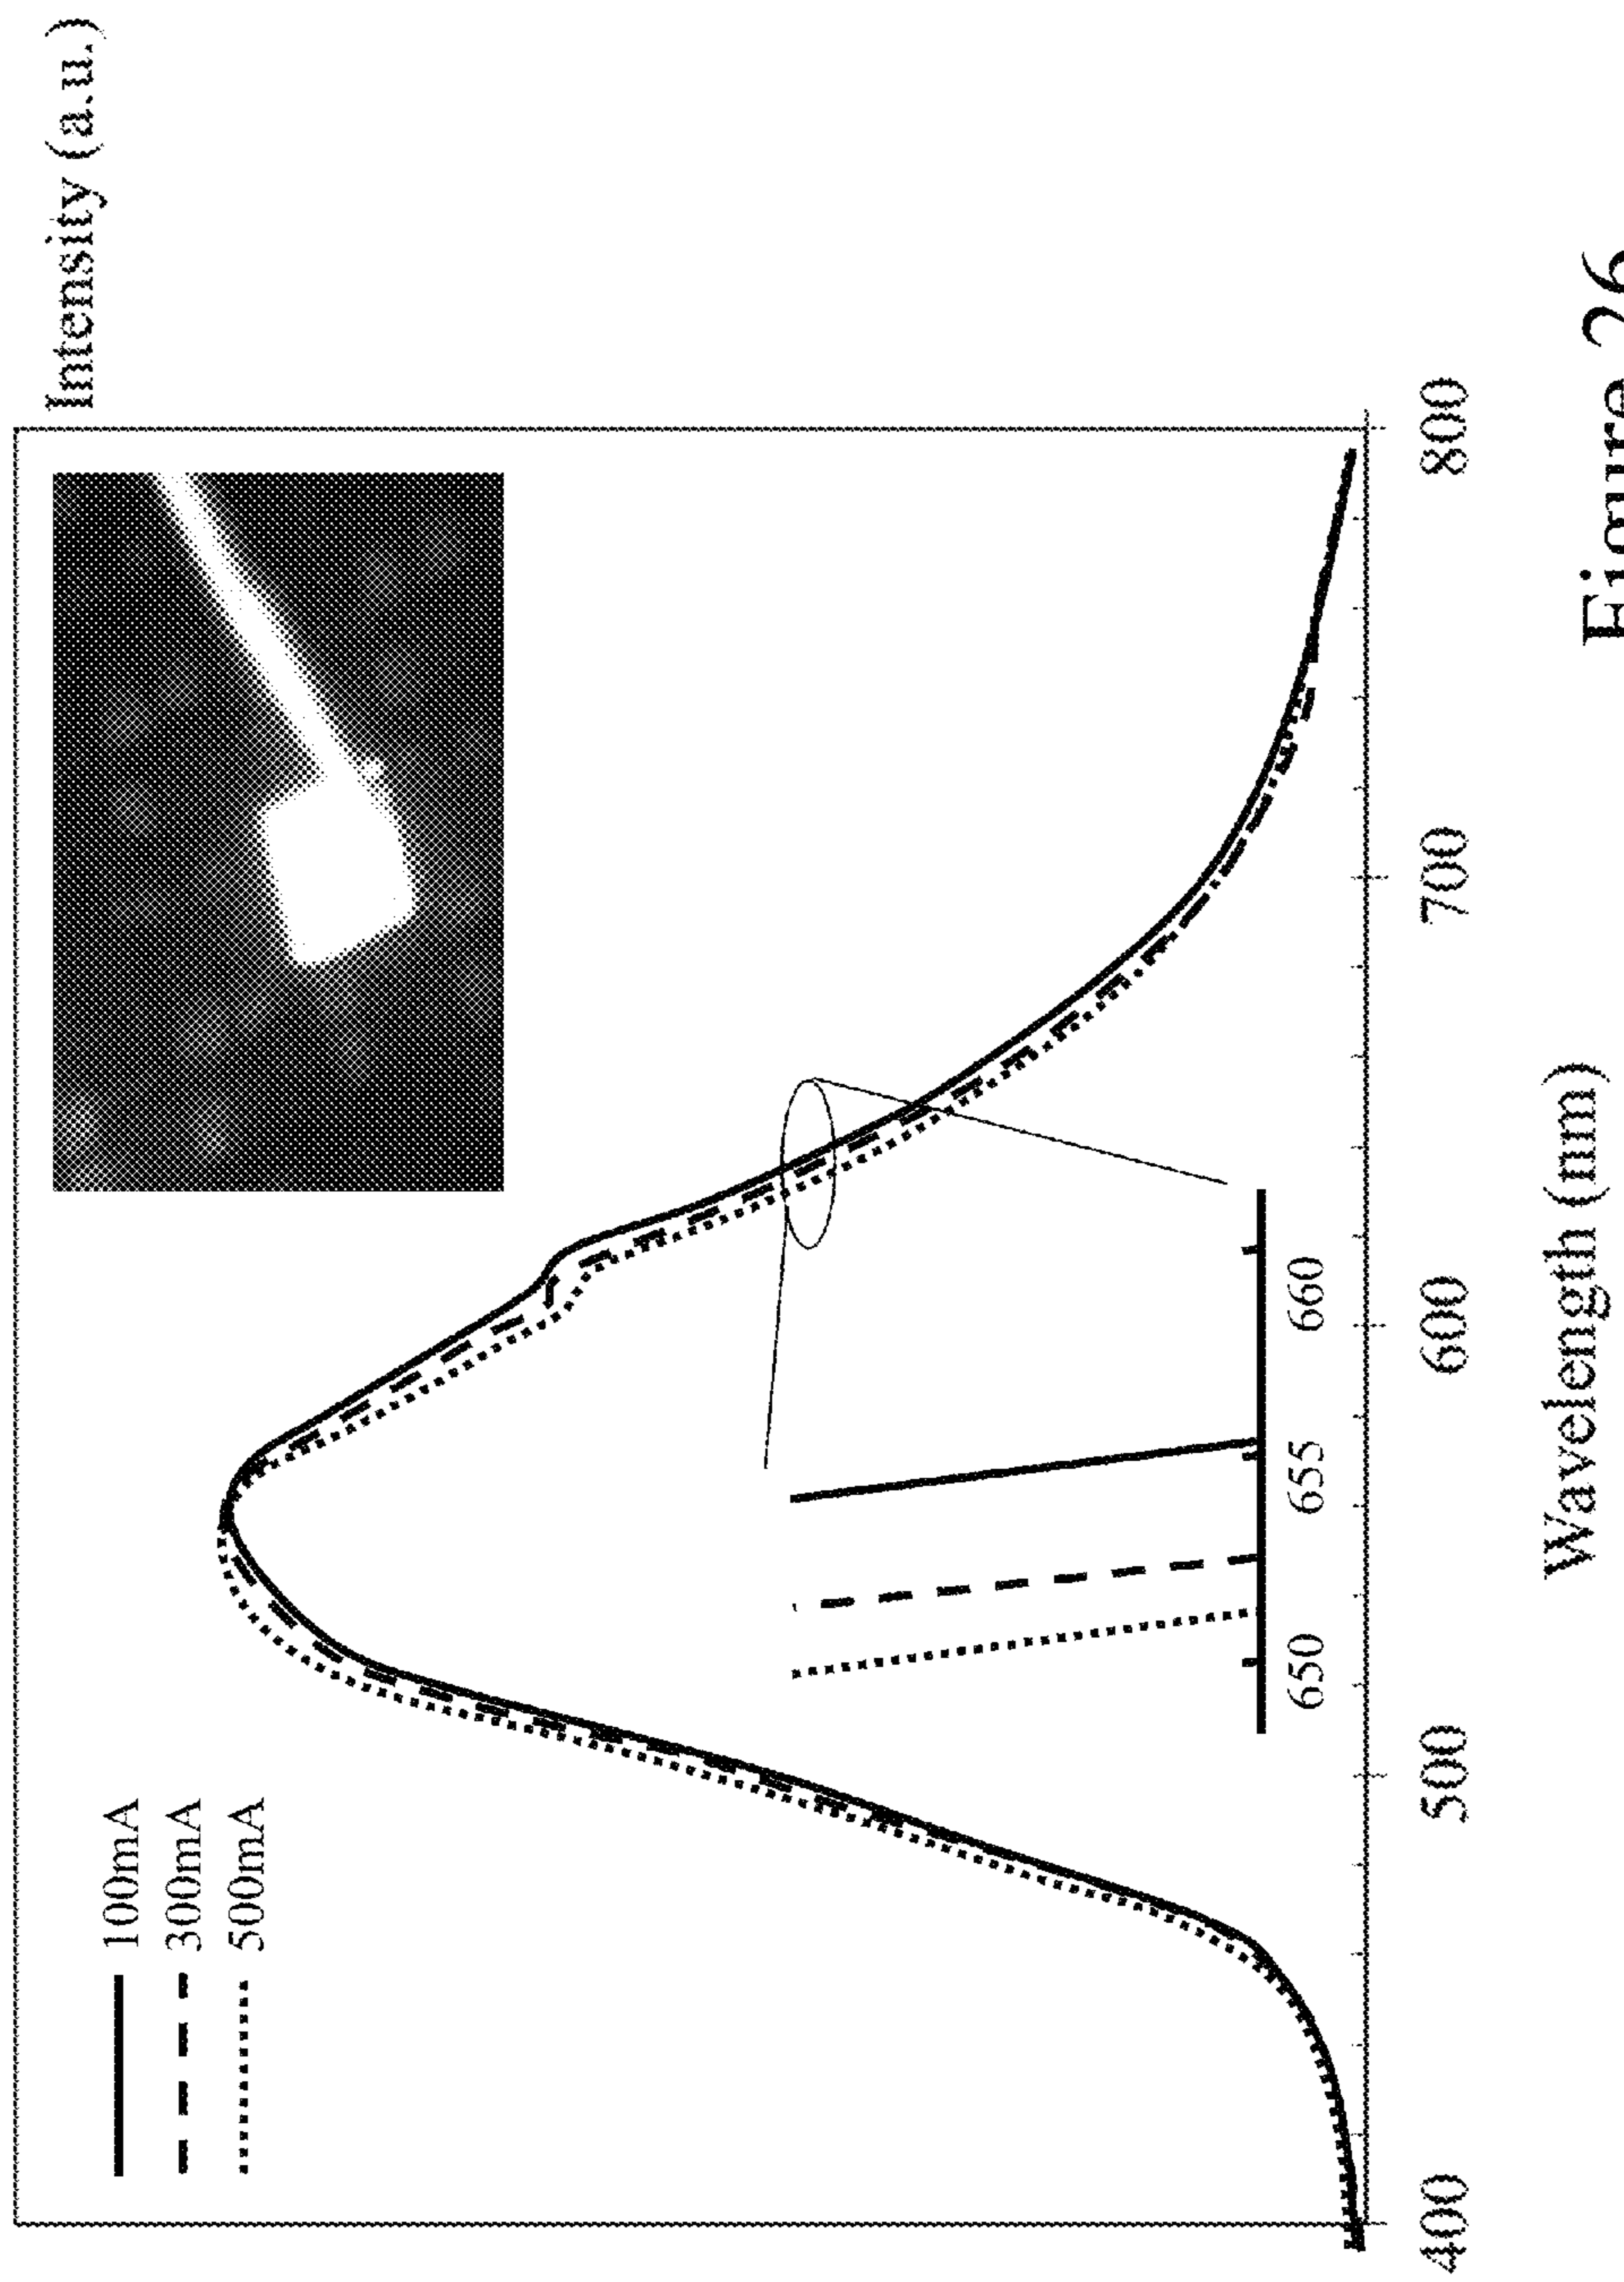 Intensity (a.u.)
100mA
300mA
500mA
650 655 660
400 500 600 700 800
Wavelength (nm)
Figure 26